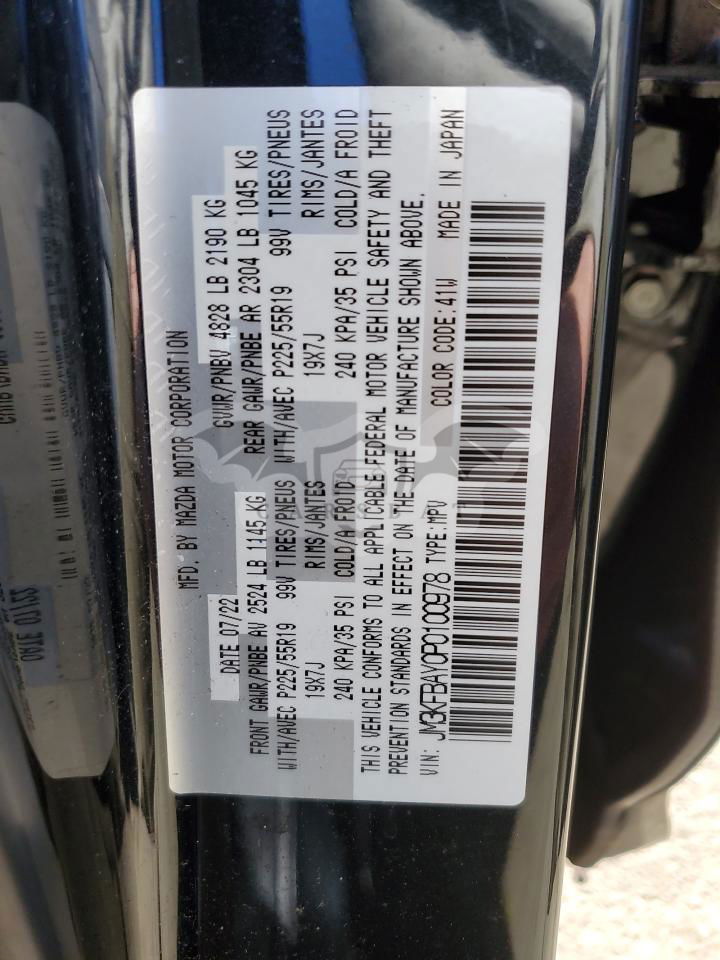 MFD. BY MAZDA MOTOR CORPORATION
DATE 07/22 GVWR/PNBV 4828 LB 2190 KG
FRONT GAWR/PNBE AV 2524 LB 1145 KG REAR GAWR/PNBE AR 2304 LB 1045 KG
WITH/AVEC P225/55R19 99V TIRES/PNEUS WITH/AVEC P225/55R19 99V TIRES/PNEUS
19X7J RIMS/JANTES 19X7J RIMS/JANTES
240 KPA/35 PSI COLD/A FROID 240 KPA/35 PSI COLD/A FROID
THIS VEHICLE CONFORMS TO ALL APPLICABLE FEDERAL MOTOR VEHICLE SAFETY AND THEFT
PREVENTION STANDARDS IN EFFECT ON THE DATE OF MANUFACTURE SHOWN ABOVE.
VIN: JM3KFBAY0P0100978 TYPE:MPV COLOR CODE:41W MADE IN JAPAN